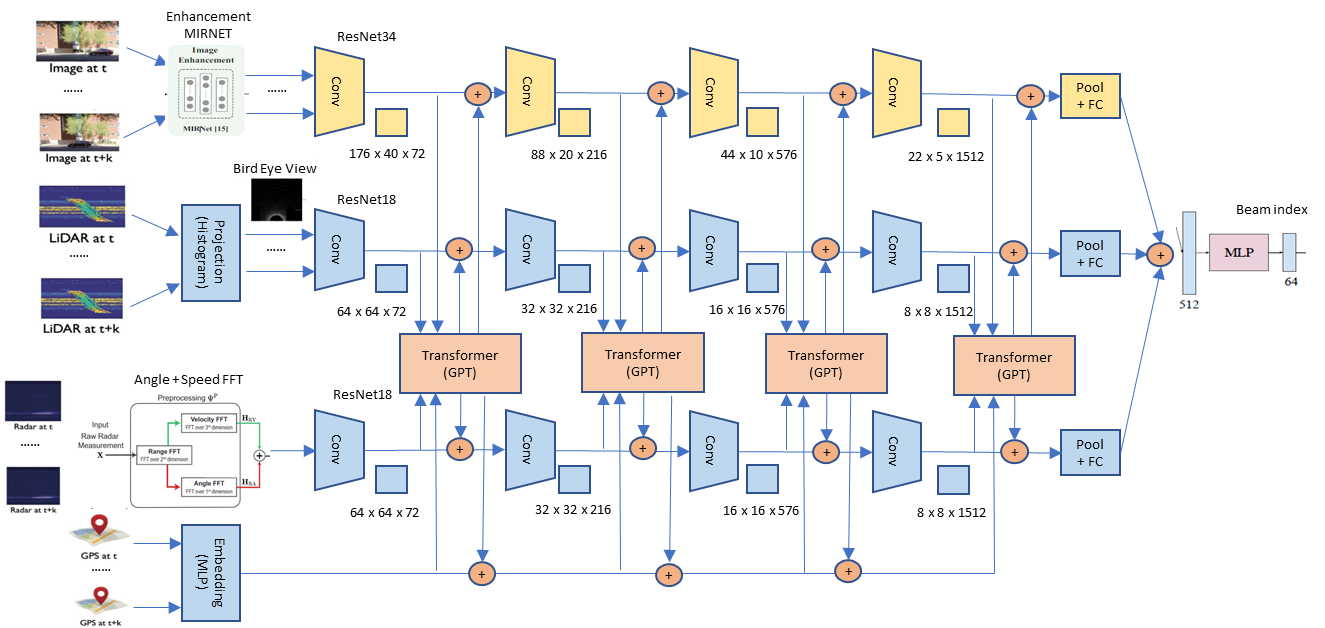 Enhancement
MIRNET
Image
Enhancement
MIRNet [15]
Image at t
......
Image at t+k
......
ResNet34
Conv
Conv
Conv
Conv
+
+
+
+
Pool
+ FC
176 x 40 x 72
88 x 20 x 216
44 x 10 x 576
22 x 5 x 1512
LiDAR at t
......
LiDAR at t+k
Projection
(Histogram)
Bird Eye View
......
ResNet18
Conv
Conv
Conv
Conv
+
+
+
+
Pool
+ FC
64 x 64 x 72
32 x 32 x 216
16 x 16 x 576
8 x 8 x 1512
+
512
MLP
Beam index
64
Transformer
(GPT)
Transformer
(GPT)
Transformer
(GPT)
Transformer
(GPT)
Radar at t
......
Radar at t+k
Angle + Speed FFT
Preprocessing Ψᴾ
Input
Raw Radar
Measurement
X
Range FFT
FFT over 2nd dimension
Velocity FFT
FFT over 3rd dimension
Angle FFT
FFT over 1st dimension
HRV
HRA
+
ResNet18
Conv
Conv
Conv
Conv
+
+
+
+
Pool
+ FC
64 x 64 x 72
32 x 32 x 216
16 x 16 x 576
8 x 8 x 1512
GPS at t
......
GPS at t+k
Embedding
(MLP)
+
+
+